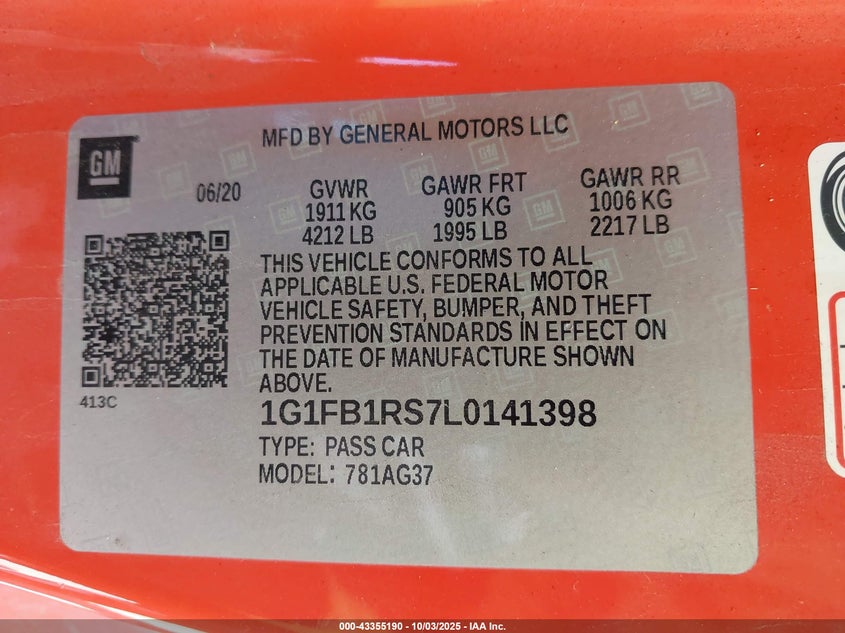 MFD BY GENERAL MOTORS LLC
GM
06/20
GVWR GAWR FRT GAWR RR
1911 KG 905 KG 1006 KG
4212 LB 1995 LB 2217 LB
THIS VEHICLE CONFORMS TO ALL
APPLICABLE U.S. FEDERAL MOTOR
VEHICLE SAFETY, BUMPER, AND THEFT
PREVENTION STANDARDS IN EFFECT ON
THE DATE OF MANUFACTURE SHOWN
ABOVE.
413C
1G1FB1RS7L0141398
TYPE: PASS CAR
MODEL: 781AG37
000-43355190 - 10/03/2025 - IAA Inc.